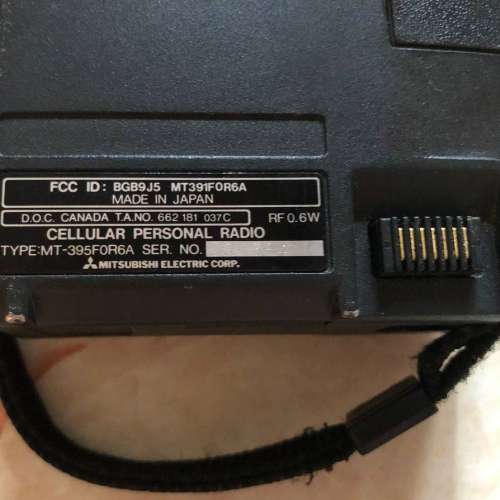 FCC ID: BGB9J5 MT391F0R6A
MADE IN JAPAN
D.O.C. CANADA T.A.NO. 662 181 037C RF 0.6W
CELLULAR PERSONAL RADIO
TYPE:MT-395F0R6A SER. NO.
MITSUBISHI ELECTRIC CORP.